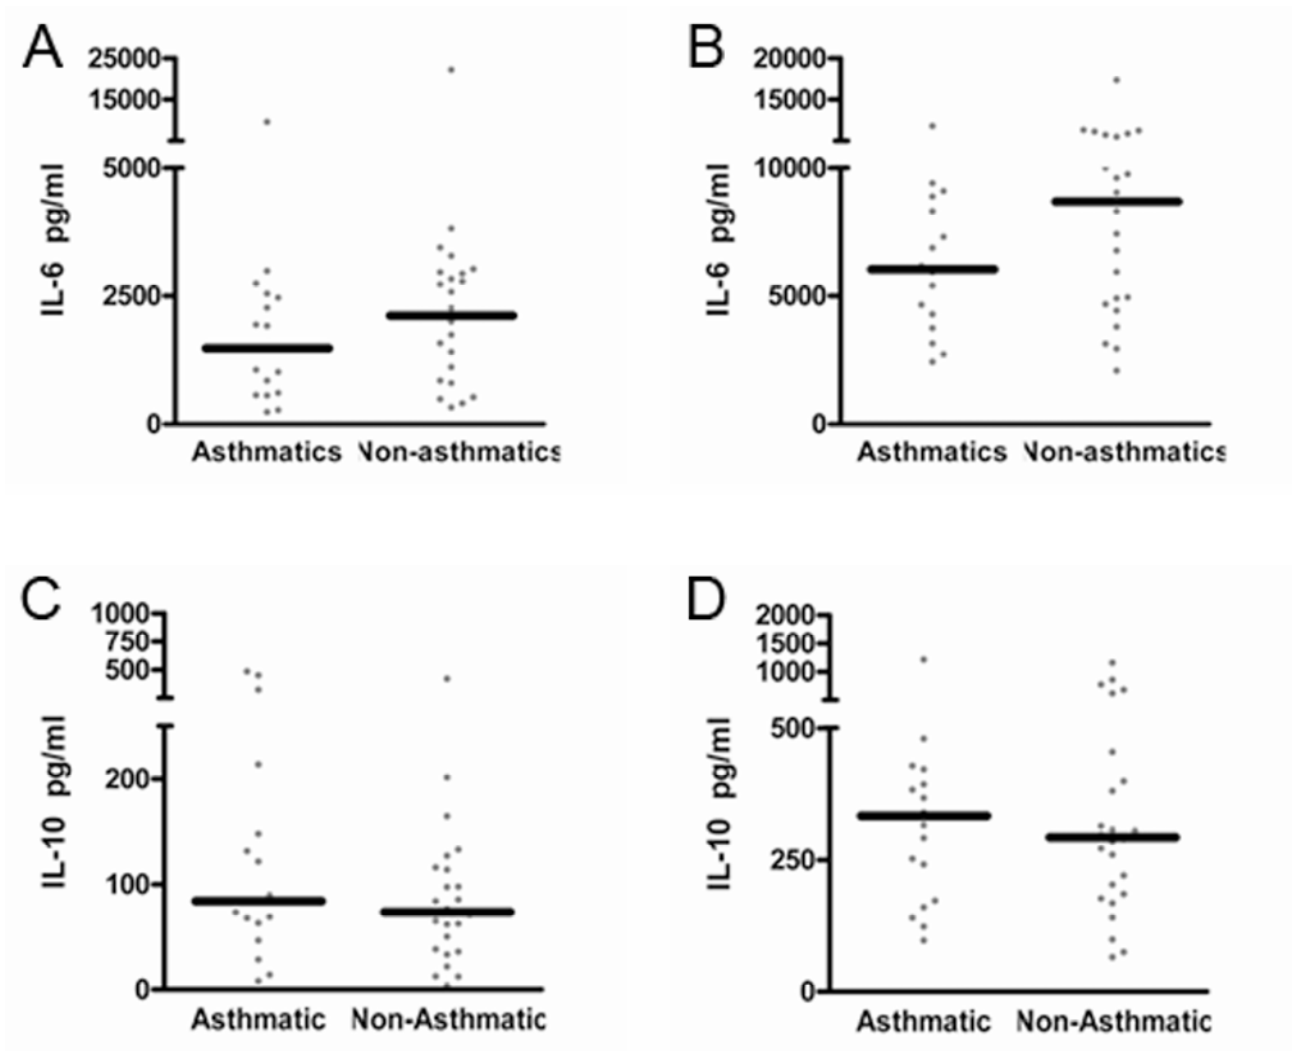 A
25000
15000
5000
2500
0
IL-6 pg/ml
Asthmatics Non-asthmatics
B
20000
15000
10000
5000
0
IL-6 pg/ml
Asthmatics Non-asthmatics
C
1000
750
500
200
100
0
IL-10 pg/ml
Asthmatic Non-Asthmatic
D
2000
1500
1000
500
250
0
IL-10 pg/ml
Asthmatic Non-Asthmatic